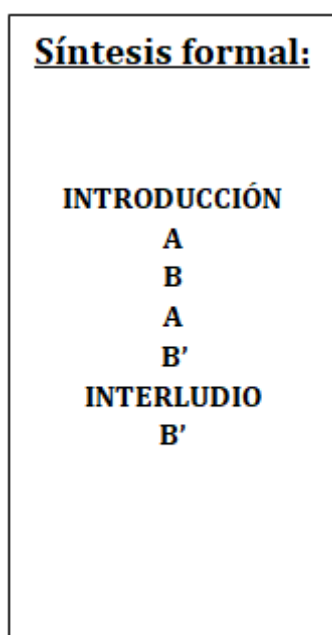 Síntesis formal:
INTRODUCCIÓN
A
B
A
B’
INTERLUDIO
B’